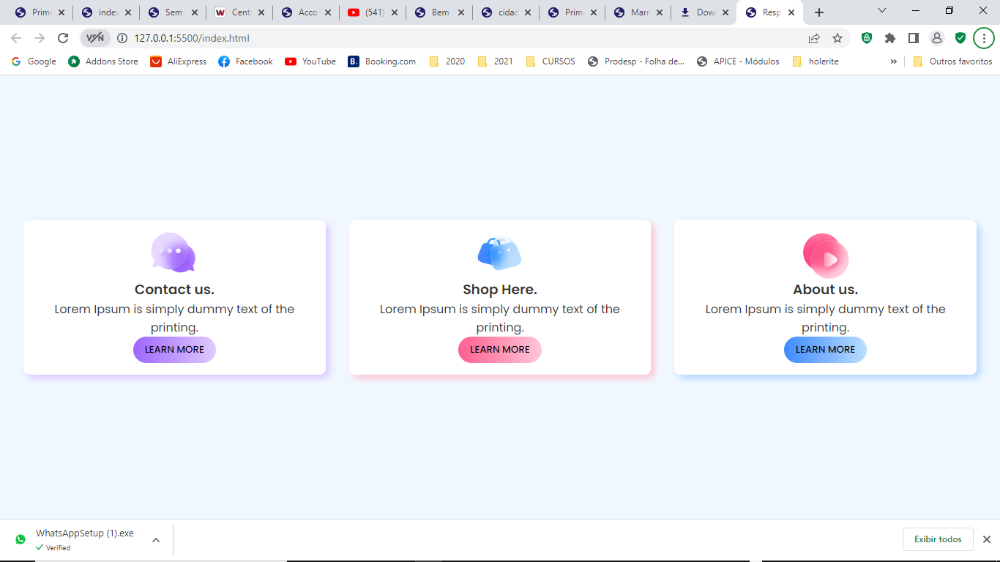 Prime
index
Sem
Cent
Acco
(541)
Bem
cidad
Prim
Marr
Dow
Resp
VPN
127.0.0.1:5500/index.html
Google
Addons Store
AliExpress
Facebook
YouTube
B.
Booking.com
2020
2021
CURSOS
Prodesp - Folha de...
APICE - Módulos
holerite
»
Outros favoritos
Contact us.
Lorem Ipsum is simply dummy text of the
printing.
LEARN MORE
Shop Here.
Lorem Ipsum is simply dummy text of the
printing.
LEARN MORE
About us.
Lorem Ipsum is simply dummy text of the
printing.
LEARN MORE
WhatsAppSetup (1).exe
Verified
Exibir todos